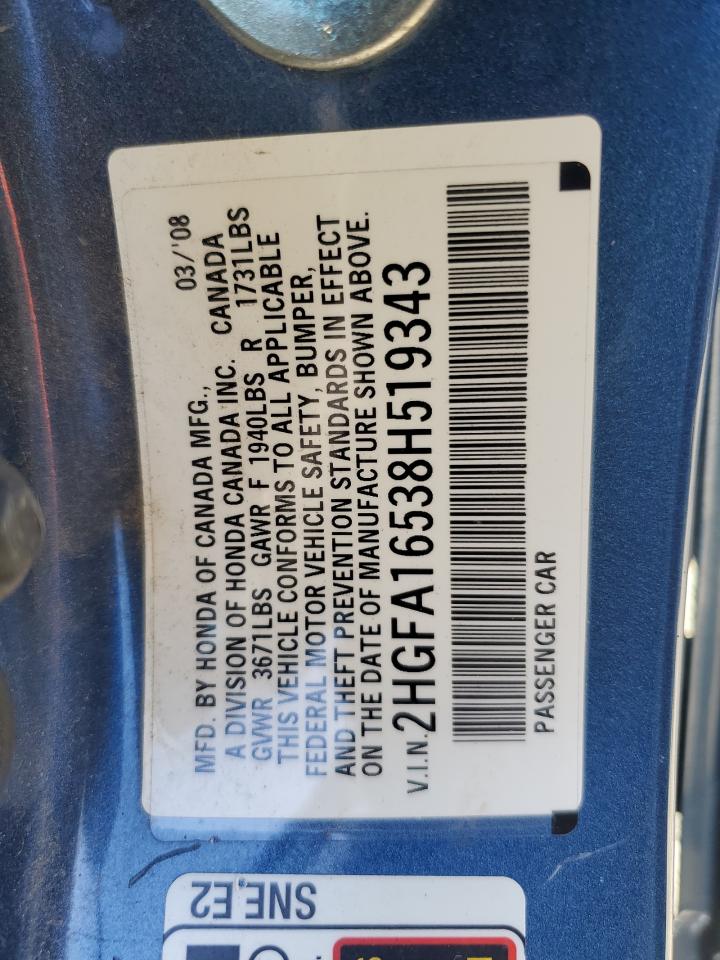 MFD. BY HONDA OF CANADA MFG., 03/'08
A DIVISION OF HONDA CANADA INC. CANADA
GVWR 3671LBS GAWR F 1940LBS R 1731LBS
THIS VEHICLE CONFORMS TO ALL APPLICABLE
FEDERAL MOTOR VEHICLE SAFETY, BUMPER,
AND THEFT PREVENTION STANDARDS IN EFFECT
ON THE DATE OF MANUFACTURE SHOWN ABOVE.
V.I.N. 2HGFA16538H519343
PASSENGER CAR
SNE E2